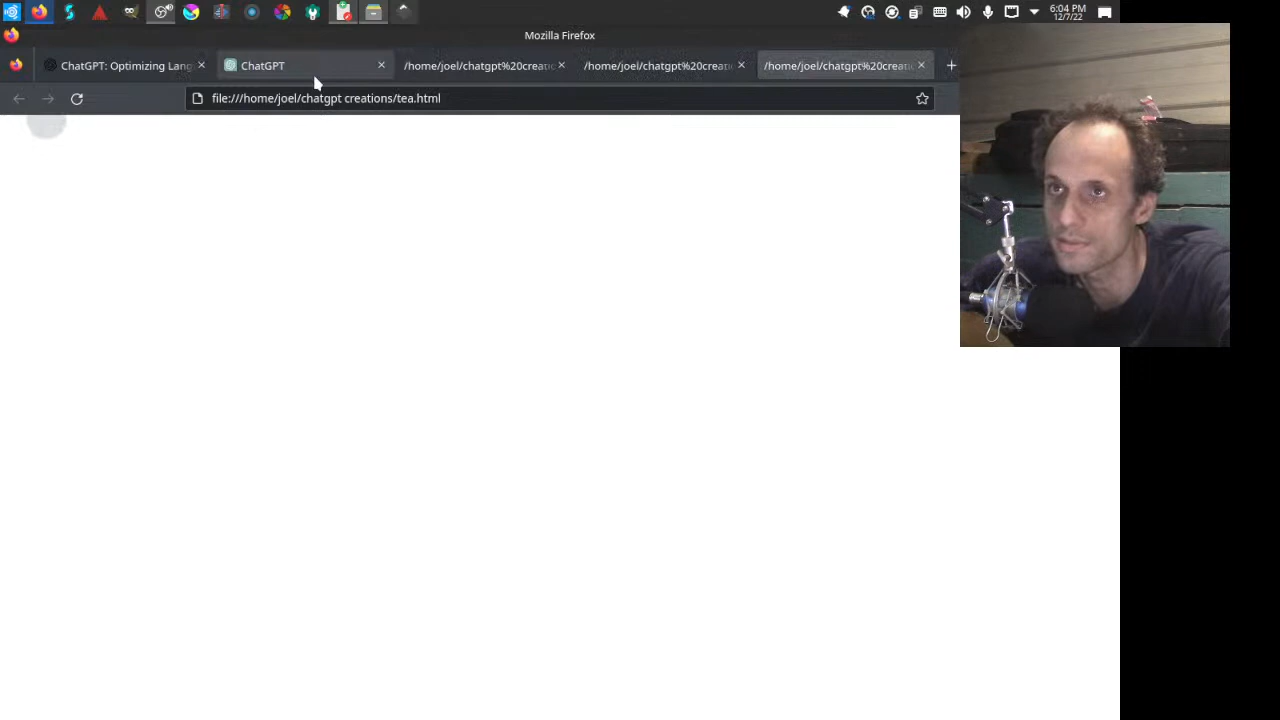 6:04 PM
12/7/22
Mozilla Firefox
ChatGPT: Optimizing Lang
ChatGPT
/home/joel/chatgpt%20creati
/home/joel/chatgpt%20creati
/home/joel/chatgpt%20creati
file:///home/joel/chatgpt creations/tea.html